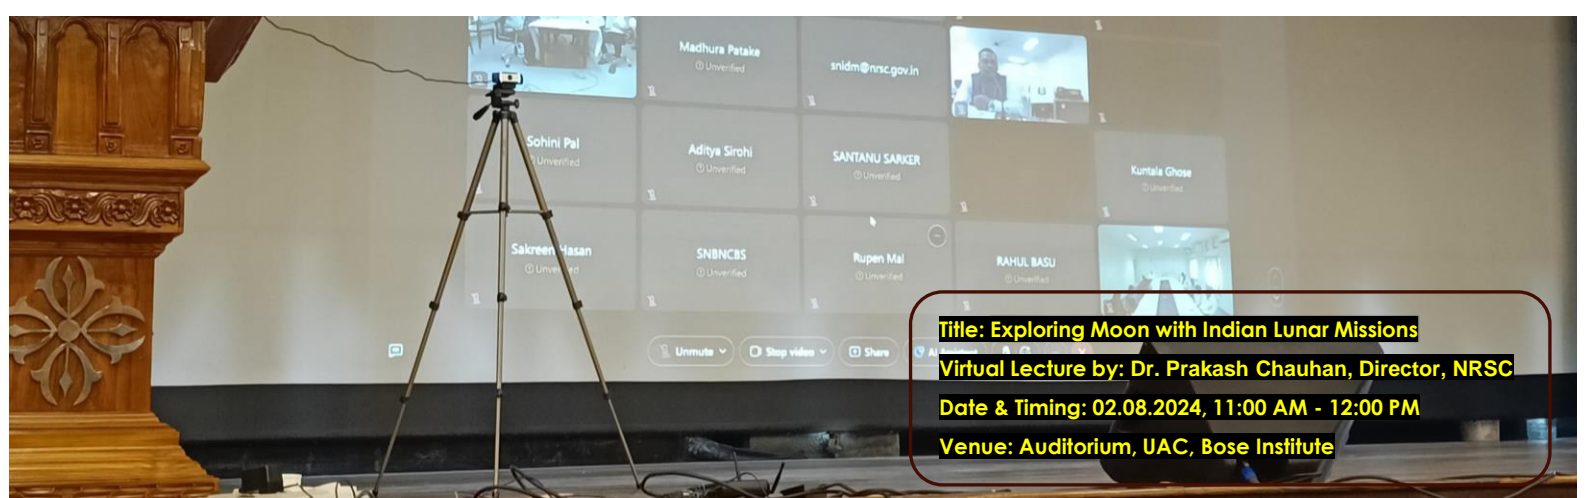 Madhura Patake
Unverified
snidm@nrsc.gov.in
Sohini Pal
Unverified
Aditya Sirohi
Unverified
SANTANU SARKER
Unverified
Kuntala Ghose
Unverified
Sakreen Hasan
Unverified
SNBNCBS
Unverified
Rupen Mal
Unverified
RAHUL BASU
Unverified
Unmute
Stop video
Share
Title: Exploring Moon with Indian Lunar Missions
Virtual Lecture by: Dr. Prakash Chauhan, Director, NRSC
Date & Timing: 02.08.2024, 11:00 AM - 12:00 PM
Venue: Auditorium, UAC, Bose Institute